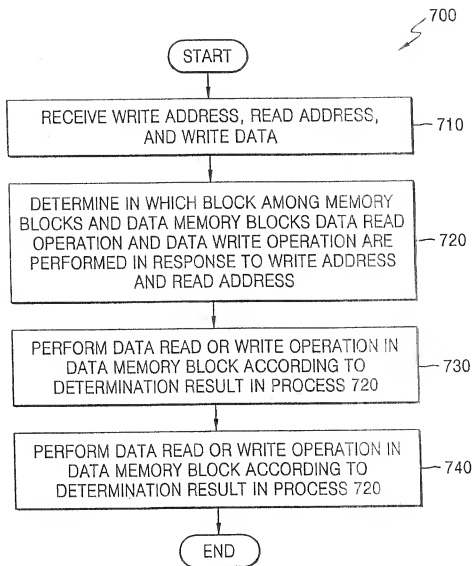 700
START
RECEIVE WRITE ADDRESS, READ ADDRESS,
AND WRITE DATA
710
DETERMINE IN WHICH BLOCK AMONG MEMORY
BLOCKS AND DATA MEMORY BLOCKS DATA READ
OPERATION AND DATA WRITE OPERATION ARE
PERFORMED IN RESPONSE TO WRITE ADDRESS
AND READ ADDRESS
720
PERFORM DATA READ OR WRITE OPERATION IN
DATA MEMORY BLOCK ACCORDING TO
DETERMINATION RESULT IN PROCESS 720
730
PERFORM DATA READ OR WRITE OPERATION IN
DATA MEMORY BLOCK ACCORDING TO
DETERMINATION RESULT IN PROCESS 720
740
END